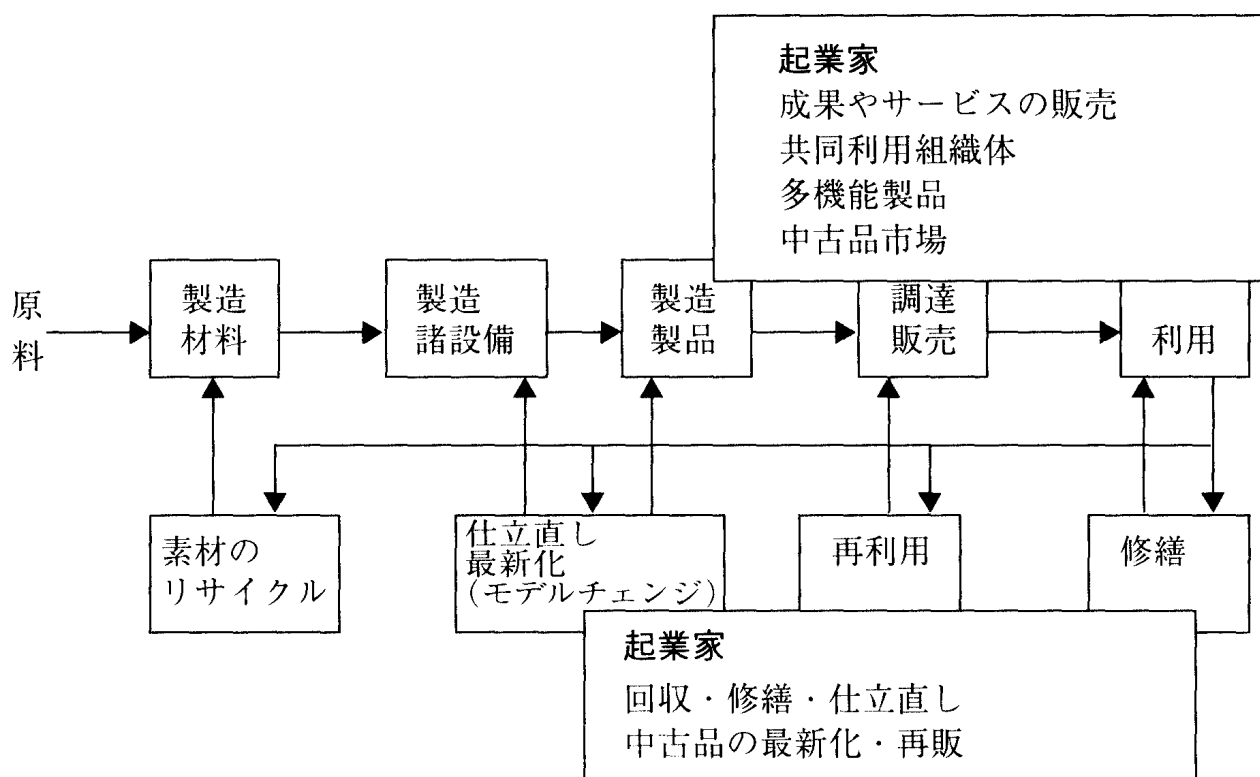 起業家
成果やサービスの販売
共同利用組織体
多機能製品
中古品市場
原
料
製造
材料
製造
諸設備
製造
製品
調達
販売
利用
素材の
リサイクル
仕立直し
最新化
(モデルチェンジ)
再利用
修繕
起業家
回収・修繕・仕立直し
中古品の最新化・再販